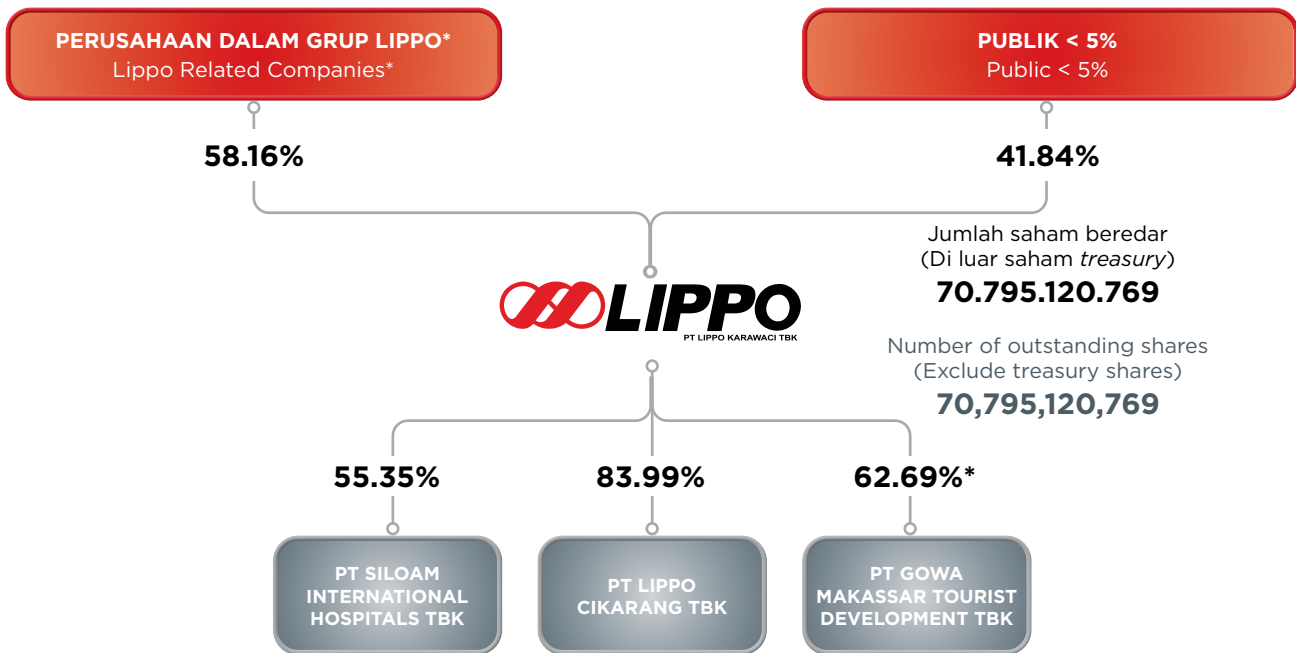 PERUSAHAAN DALAM GRUP LIPPO*
Lippo Related Companies*
PUBLIK < 5%
Public < 5%
58.16%
41.84%
Jumlah saham beredar
(Di luar saham treasury)
70.795.120.769
LIPPO
PT LIPPO KARAWACI TBK
Number of outstanding shares
(Exclude treasury shares)
70,795,120,769
55.35%
83.99%
62.69%*
PT SILOAM
INTERNATIONAL
HOSPITALS TBK
PT LIPPO
CIKARANG TBK
PT GOWA
MAKASSAR TOURIST
DEVELOPMENT TBK